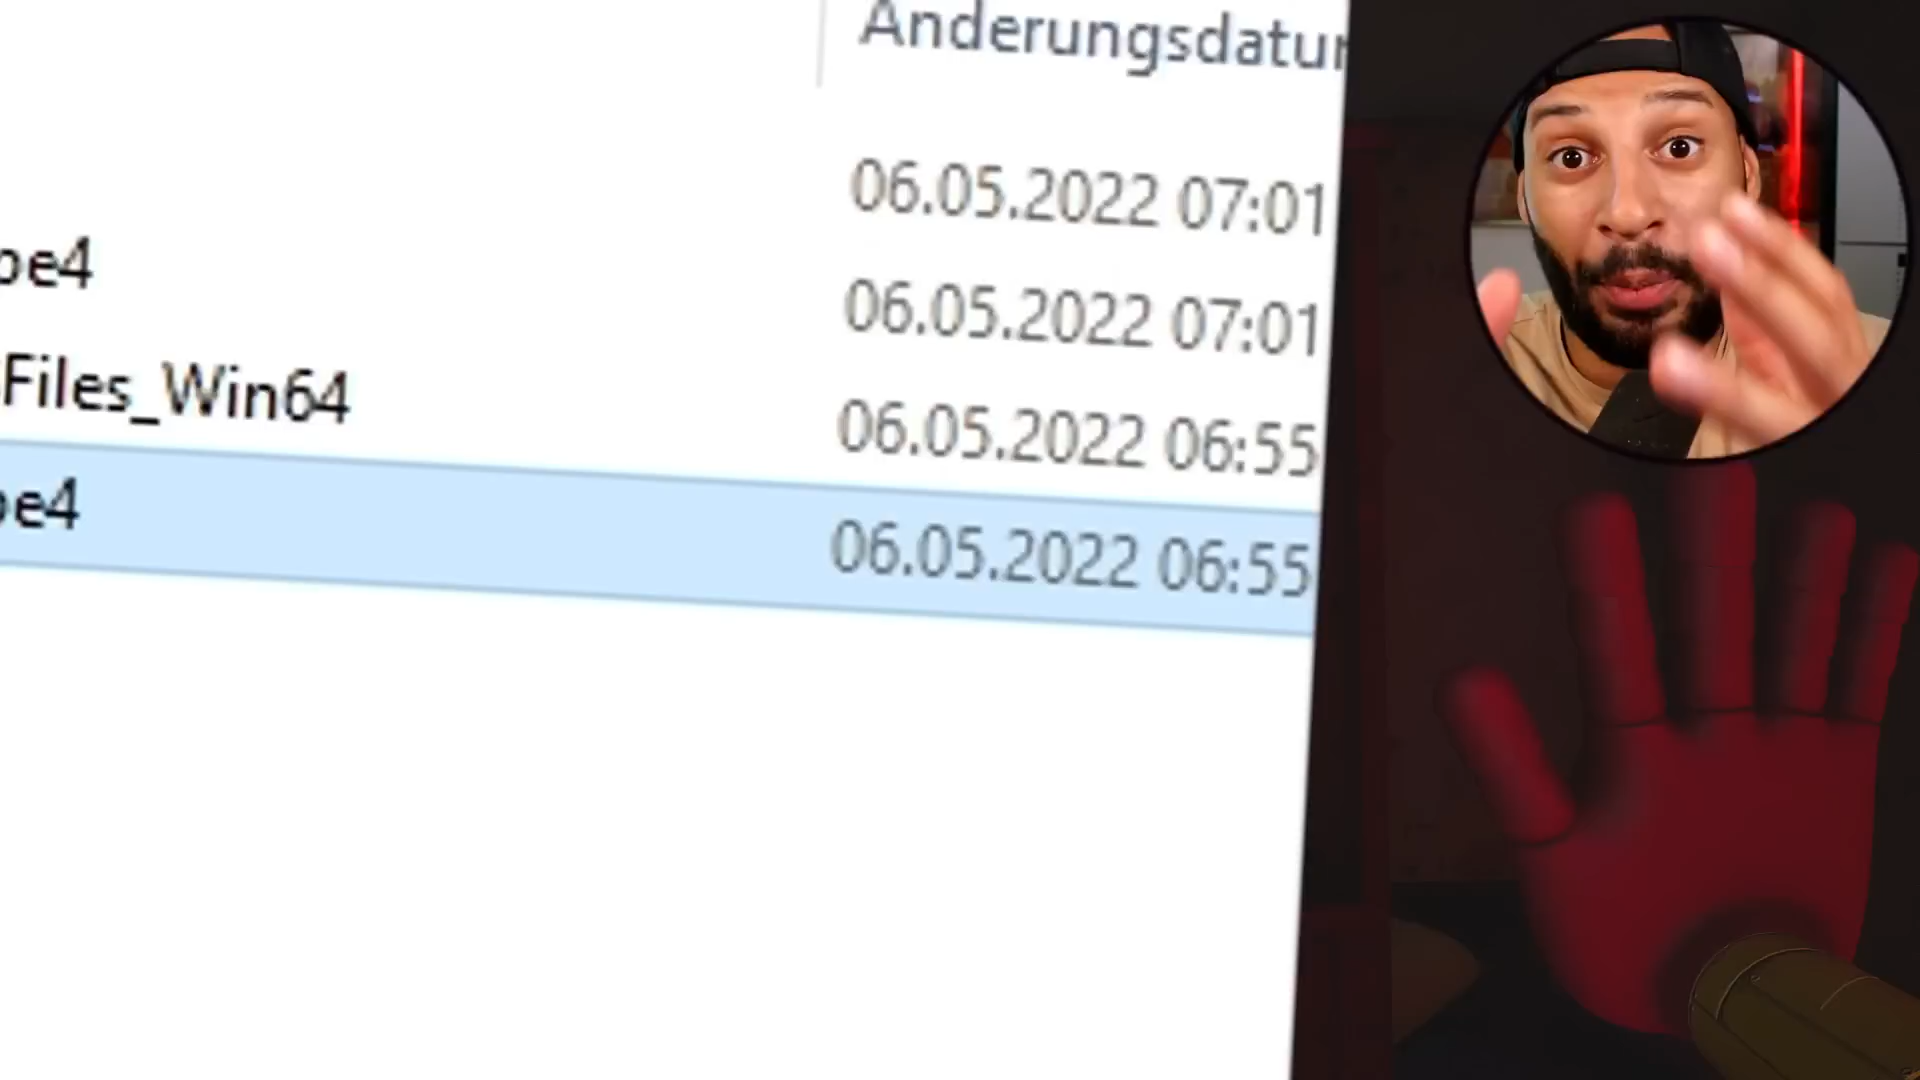 Änderungsdatum
06.05.2022 07:01
pe4 06.05.2022 07:01
Files_Win64 06.05.2022 06:55
pe4 06.05.2022 06:55